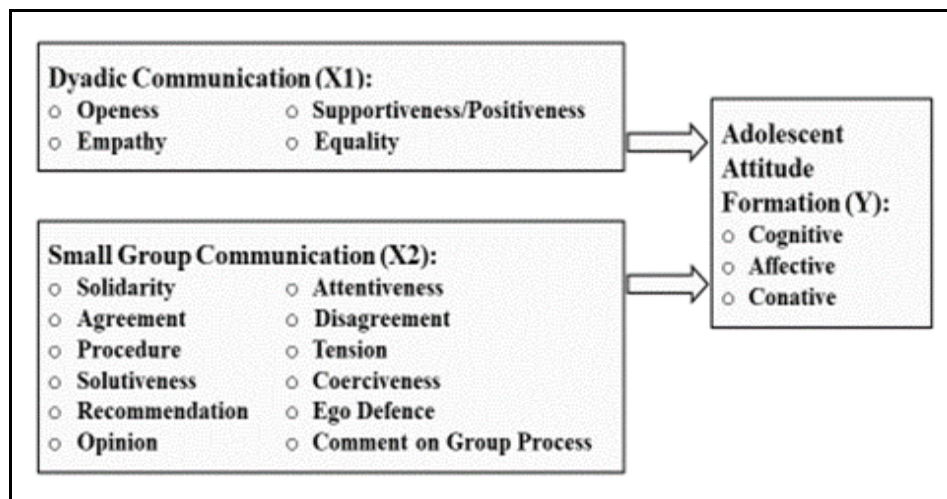 Dyadic Communication (X1):
○ Openess
○ Supportiveness/Positiveness
○ Empathy
○ Equality
Small Group Communication (X2):
○ Solidarity
○ Attentiveness
○ Agreement
○ Disagreement
○ Procedure
○ Tension
○ Solutiveness
○ Coerciveness
○ Recommendation
○ Ego Defence
○ Opinion
○ Comment on Group Process
Adolescent
Attitude
Formation (Y):
○ Cognitive
○ Affective
○ Conative